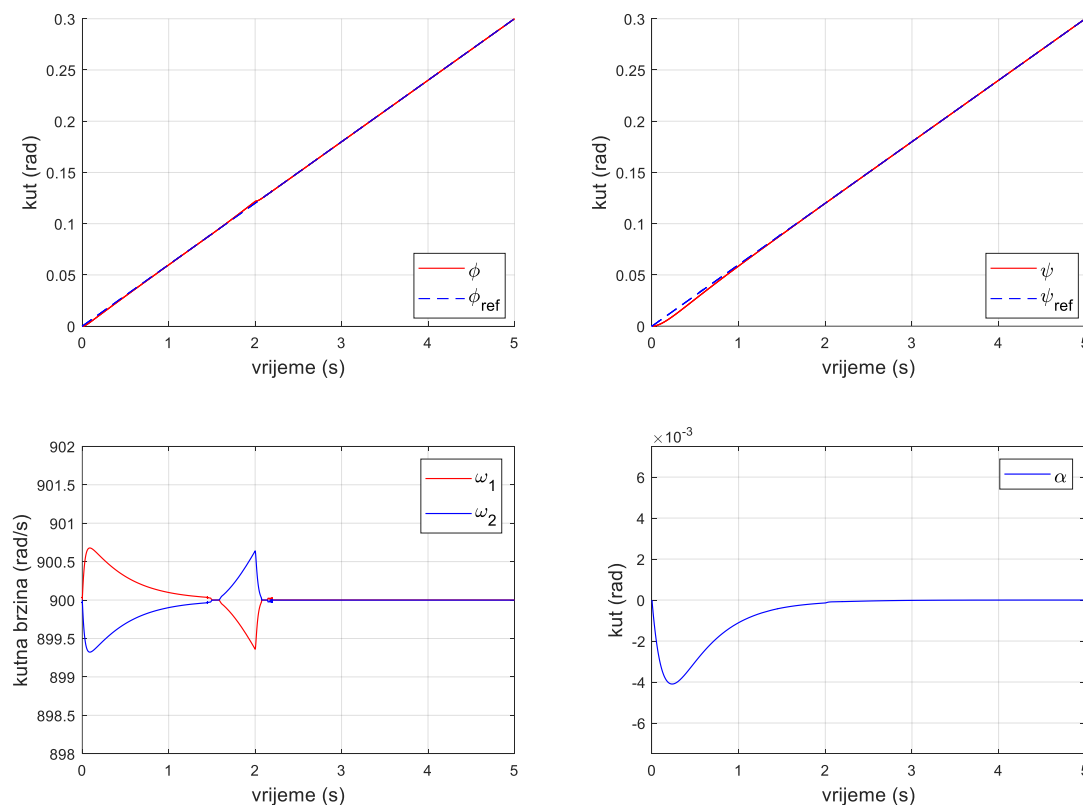 0.3
0.25
0.2
0.15
0.1
0.05
0
kut (rad)
0 1 2 3 4 5
vrijeme (s)
ϕ
ϕref
0.3
0.25
0.2
0.15
0.1
0.05
0
kut (rad)
0 1 2 3 4 5
vrijeme (s)
ψ
ψref
902
901.5
901
900.5
900
899.5
899
898.5
898
kutna brzina (rad/s)
0 1 2 3 4 5
vrijeme (s)
ω1
ω2
×10-3
6
4
2
0
-2
-4
-6
kut (rad)
0 1 2 3 4 5
vrijeme (s)
α